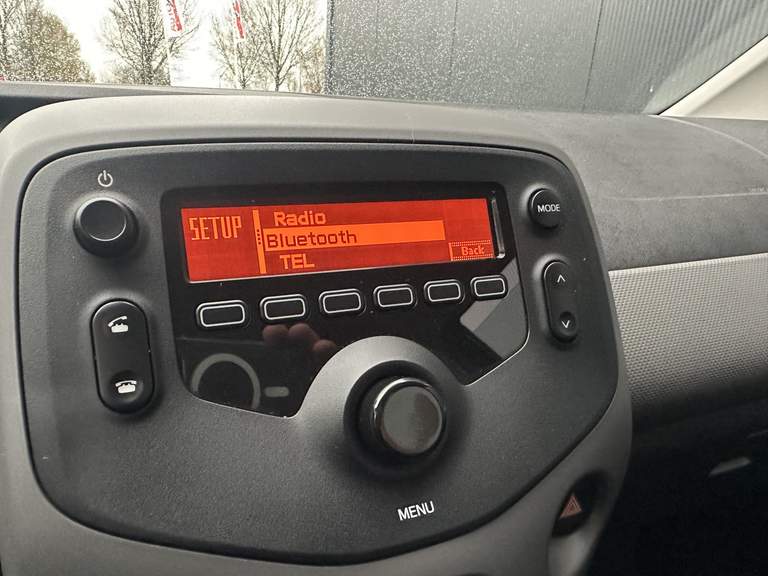 SETUP
Radio
Bluetooth
TEL
Back
MODE
MENU